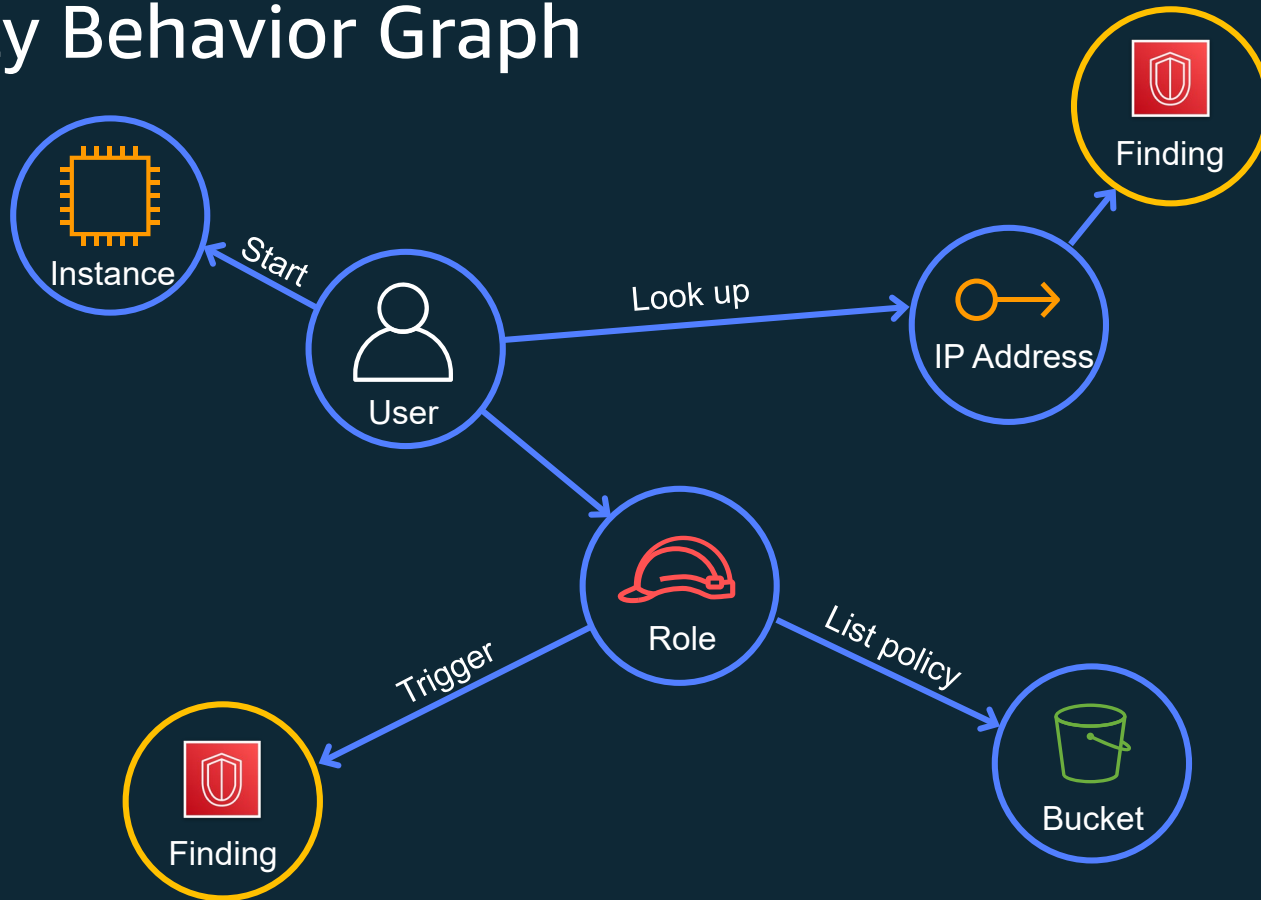 y Behavior Graph
Finding
Instance
Start
Look up
IP Address
User
Role
List policy
Trigger
Bucket
Finding